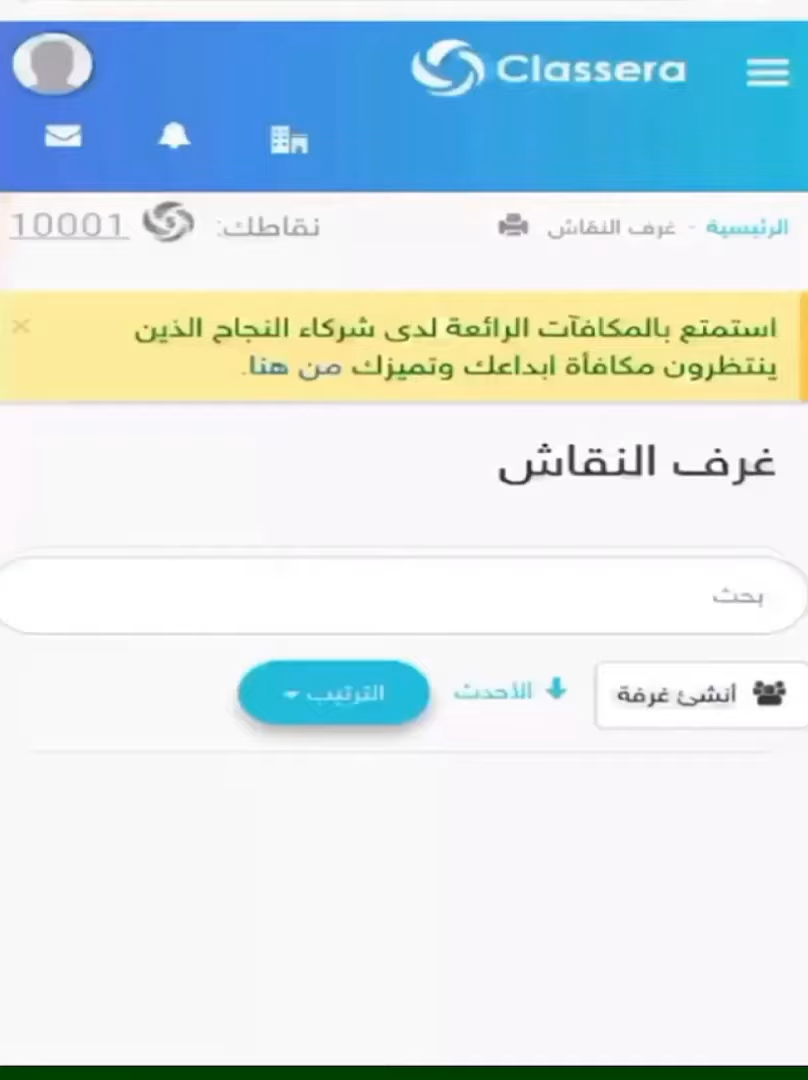 Classera
الرئيسية - غرف النقاش
نقاطك: 10001
استمتع بالمكافآت الرائعة لدى شركاء النجاح الذين
ينتظرون مكافأة ابداعك وتميزك من هنا.
غرف النقاش
بحث
أنشئ غرفة
الأحدث
الترتيب